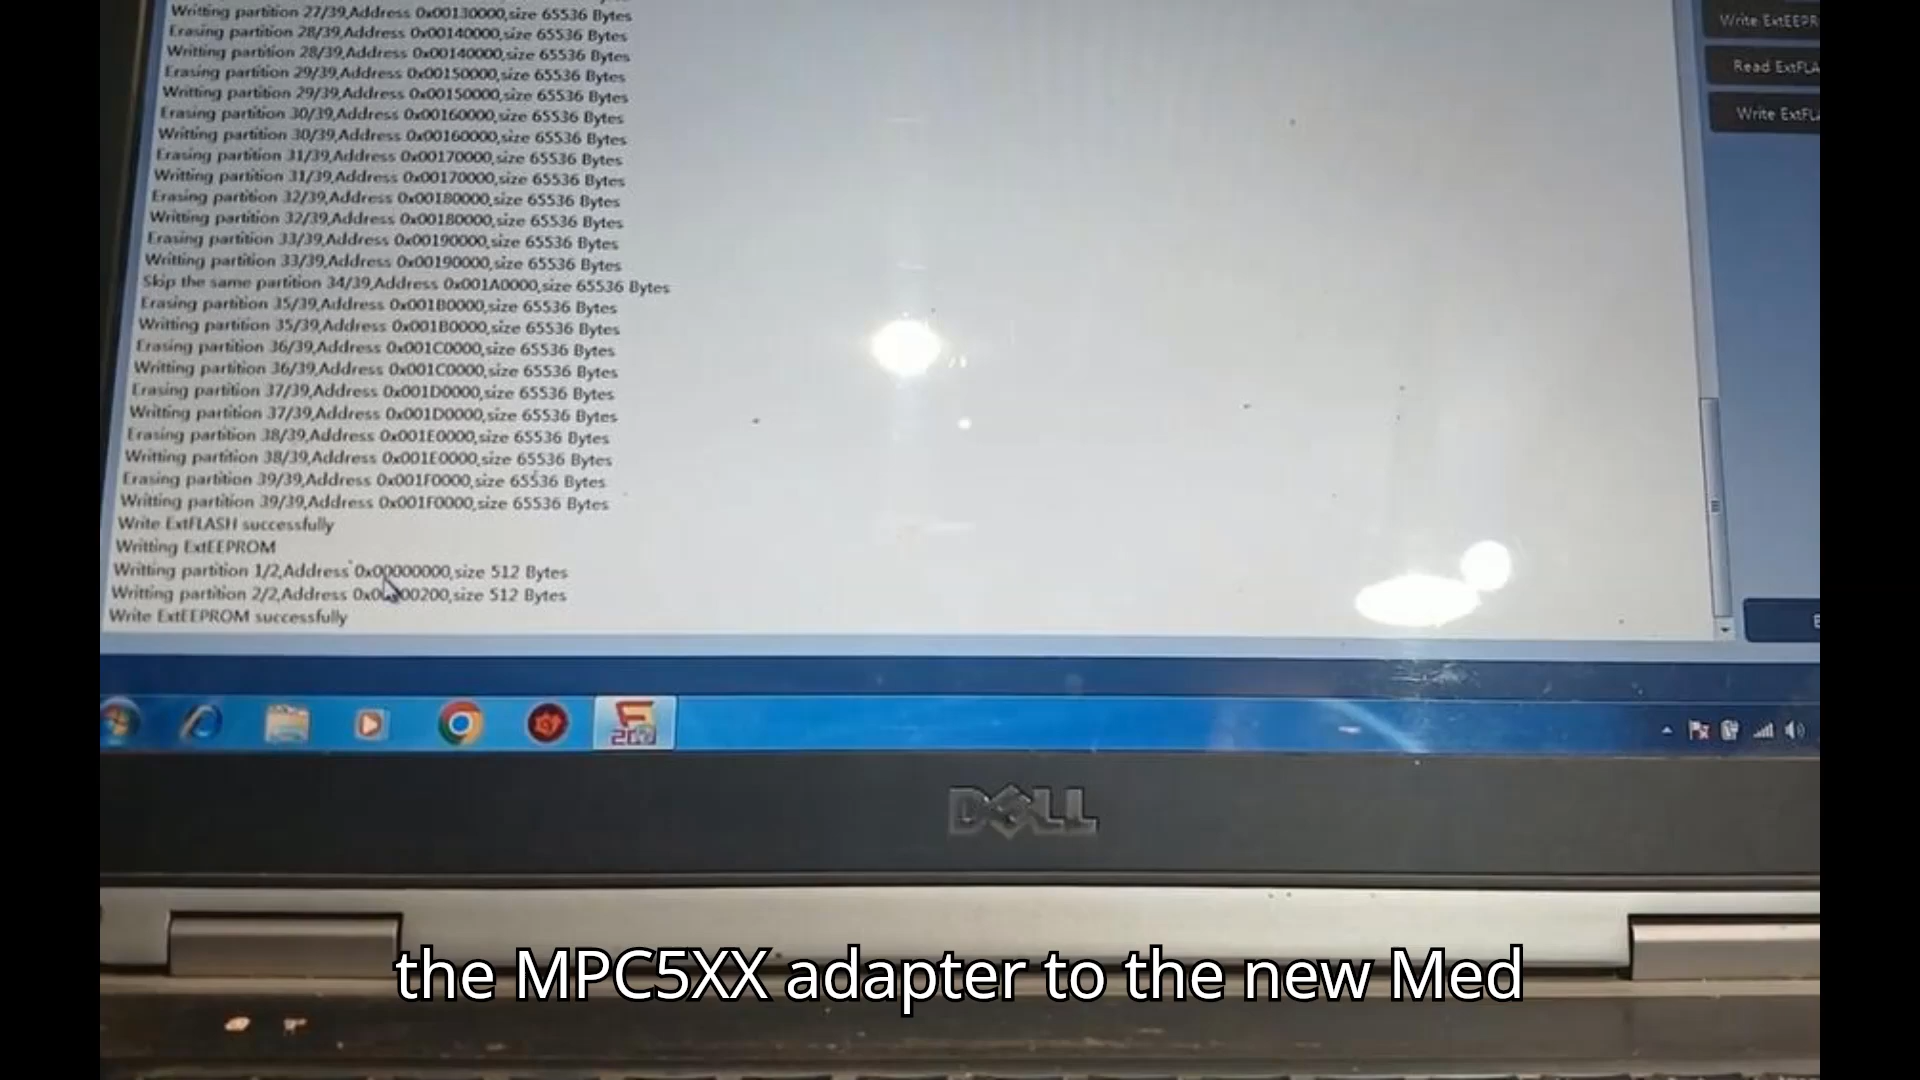 Writting partition 27/39,Address 0x00130000,size 65536 Bytes
Erasing partition 28/39,Address 0x00140000,size 65536 Bytes
Writting partition 28/39,Address 0x00140000,size 65536 Bytes
Erasing partition 29/39,Address 0x00150000,size 65536 Bytes
Writting partition 29/39,Address 0x00150000,size 65536 Bytes
Erasing partition 30/39,Address 0x00160000,size 65536 Bytes
Writting partition 30/39,Address 0x00160000,size 65536 Bytes
Erasing partition 31/39,Address 0x00170000,size 65536 Bytes
Writting partition 31/39,Address 0x00170000,size 65536 Bytes
Erasing partition 32/39,Address 0x00180000,size 65536 Bytes
Writting partition 32/39,Address 0x00180000,size 65536 Bytes
Erasing partition 33/39,Address 0x00190000,size 65536 Bytes
Writting partition 33/39,Address 0x00190000,size 65536 Bytes
Skip the same partition 34/39,Address 0x001A0000,size 65536 Bytes
Erasing partition 35/39,Address 0x001B0000,size 65536 Bytes
Writting partition 35/39,Address 0x001B0000,size 65536 Bytes
Erasing partition 36/39,Address 0x001C0000,size 65536 Bytes
Writting partition 36/39,Address 0x001C0000,size 65536 Bytes
Erasing partition 37/39,Address 0x001D0000,size 65536 Bytes
Writting partition 37/39,Address 0x001D0000,size 65536 Bytes
Erasing partition 38/39,Address 0x001E0000,size 65536 Bytes
Writting partition 38/39,Address 0x001E0000,size 65536 Bytes
Erasing partition 39/39,Address 0x001F0000,size 65536 Bytes
Writting partition 39/39,Address 0x001F0000,size 65536 Bytes
Write ExtFLASH successfully
Writting ExtEEPROM
Writting partition 1/2,Address 0x00000000,size 512 Bytes
Writting partition 2/2,Address 0x00000200,size 512 Bytes
Write ExtEEPROM successfully
Write ExtEEPR
Read ExtFLA
Write ExtFLA
DELL
the MPC5XX adapter to the new Med